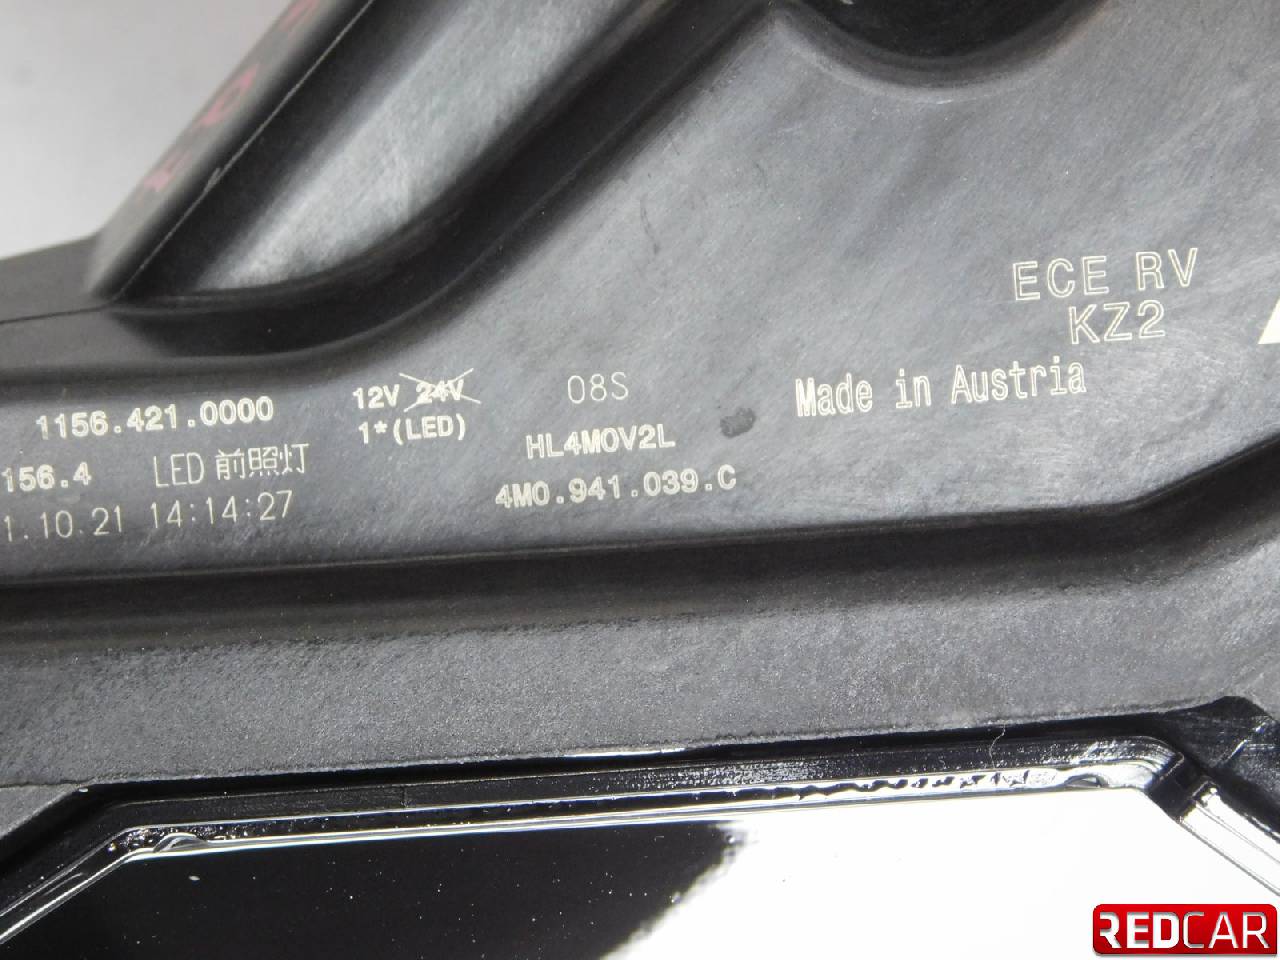 ECE RV
KZ2
Made in Austria
12V 24V
1*(LED)
08S
HL4M0V2L
4M0.941.039.C
1156.421.0000
156.4 LED 前照灯
1.10.21 14:14:27
REDCAR